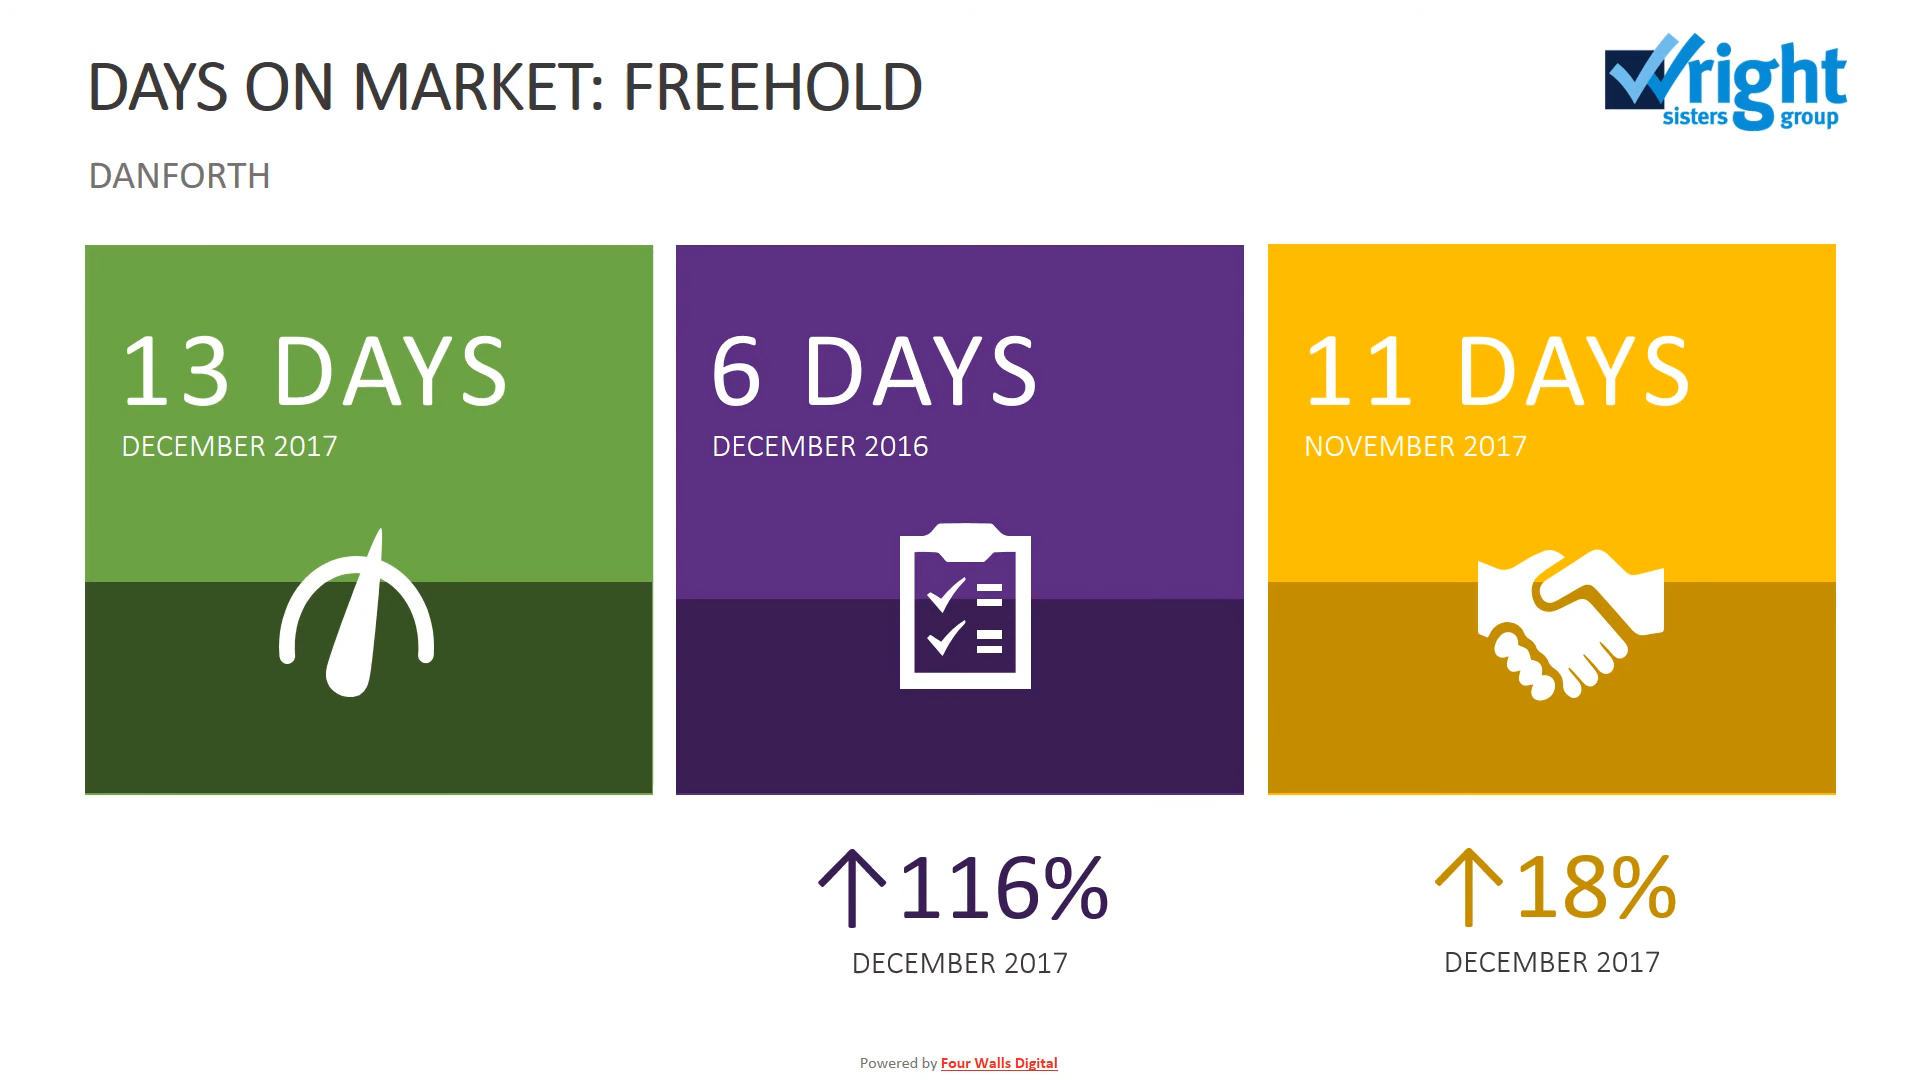 DAYS ON MARKET: FREEHOLD
Wright
sisters group
DANFORTH
13 DAYS
DECEMBER 2017
6 DAYS
DECEMBER 2016
11 DAYS
NOVEMBER 2017
↑116%
DECEMBER 2017
↑18%
DECEMBER 2017
Powered by Four Walls Digital